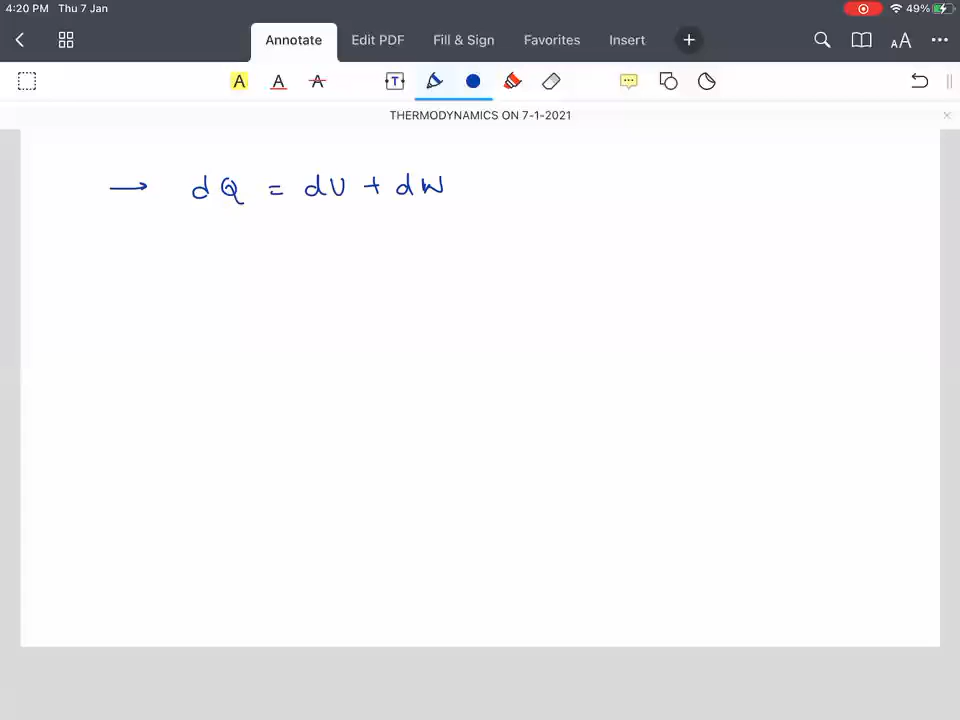 4:20 PM Thu 7 Jan 49%
Annotate Edit PDF Fill & Sign Favorites Insert + AA
A A A T
THERMODYNAMICS ON 7-1-2021 ×
→ dQ = dU + dW